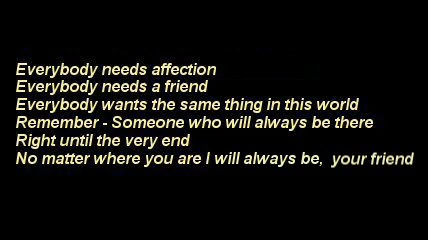 Everybody needs affection
Everybody needs a friend
Everybody wants the same thing in this world
Remember - Someone who will always be there
Right until the very end
No matter where you are I will always be, your friend